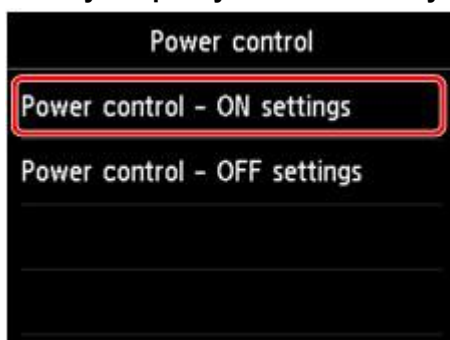 Power control
Power control – ON settings
Power control – OFF settings